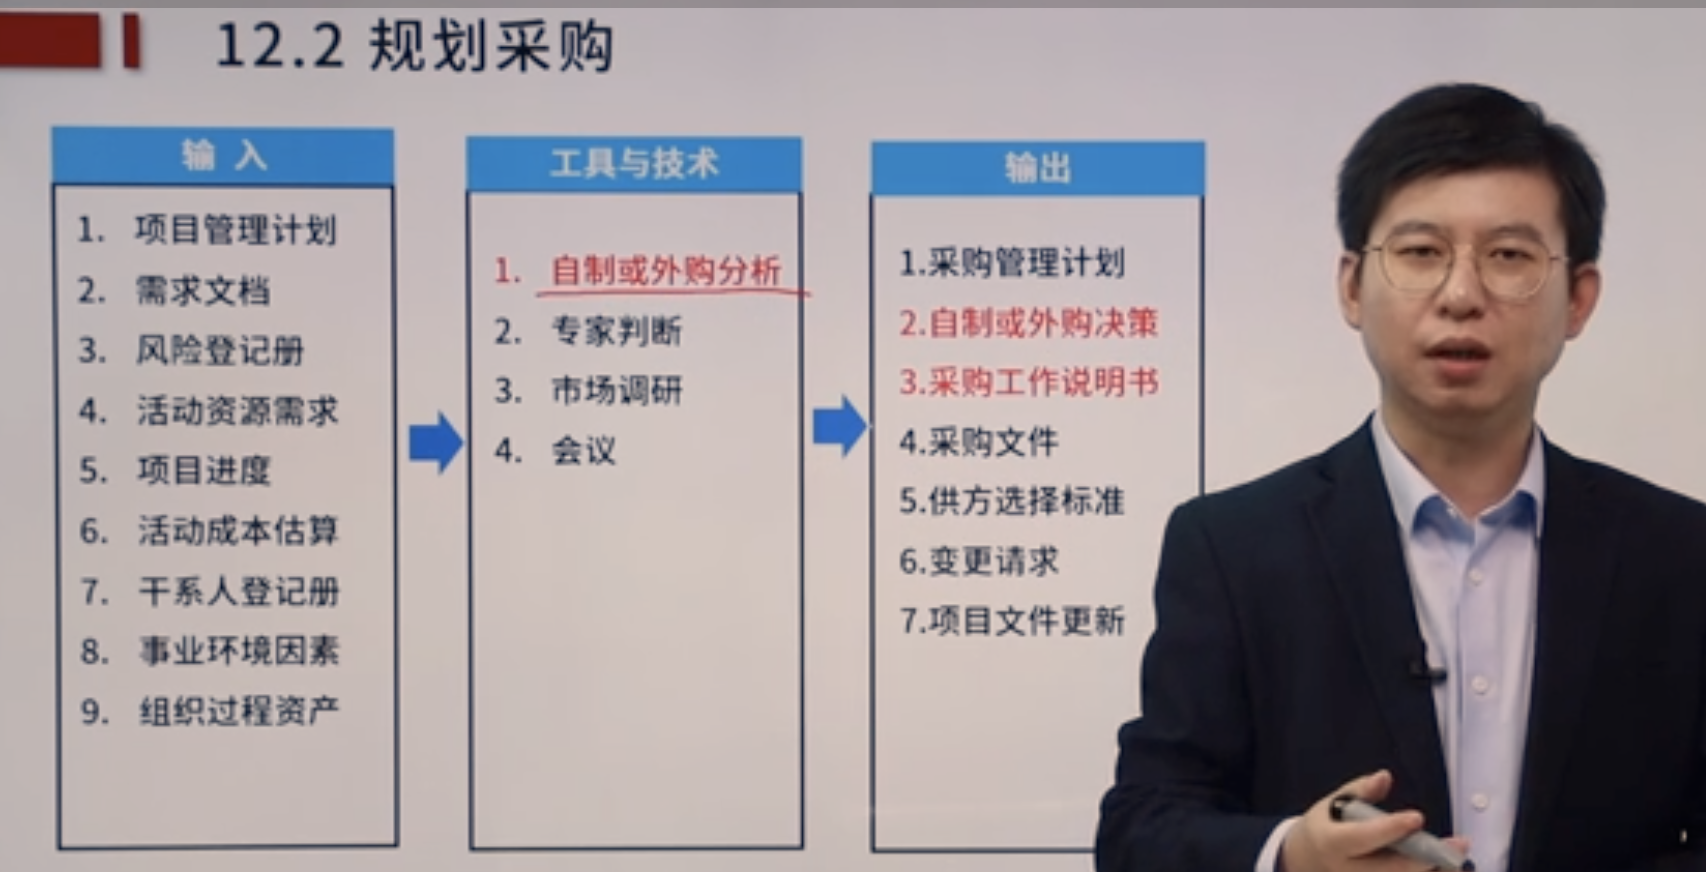 12.2 规划采购
输 入
1. 项目管理计划
2. 需求文档
3. 风险登记册
4. 活动资源需求
5. 项目进度
6. 活动成本估算
7. 干系人登记册
8. 事业环境因素
9. 组织过程资产
工具与技术
1. 自制或外购分析
2. 专家判断
3. 市场调研
4. 会议
输出
1.采购管理计划
2.自制或外购决策
3.采购工作说明书
4.采购文件
5.供方选择标准
6.变更请求
7.项目文件更新